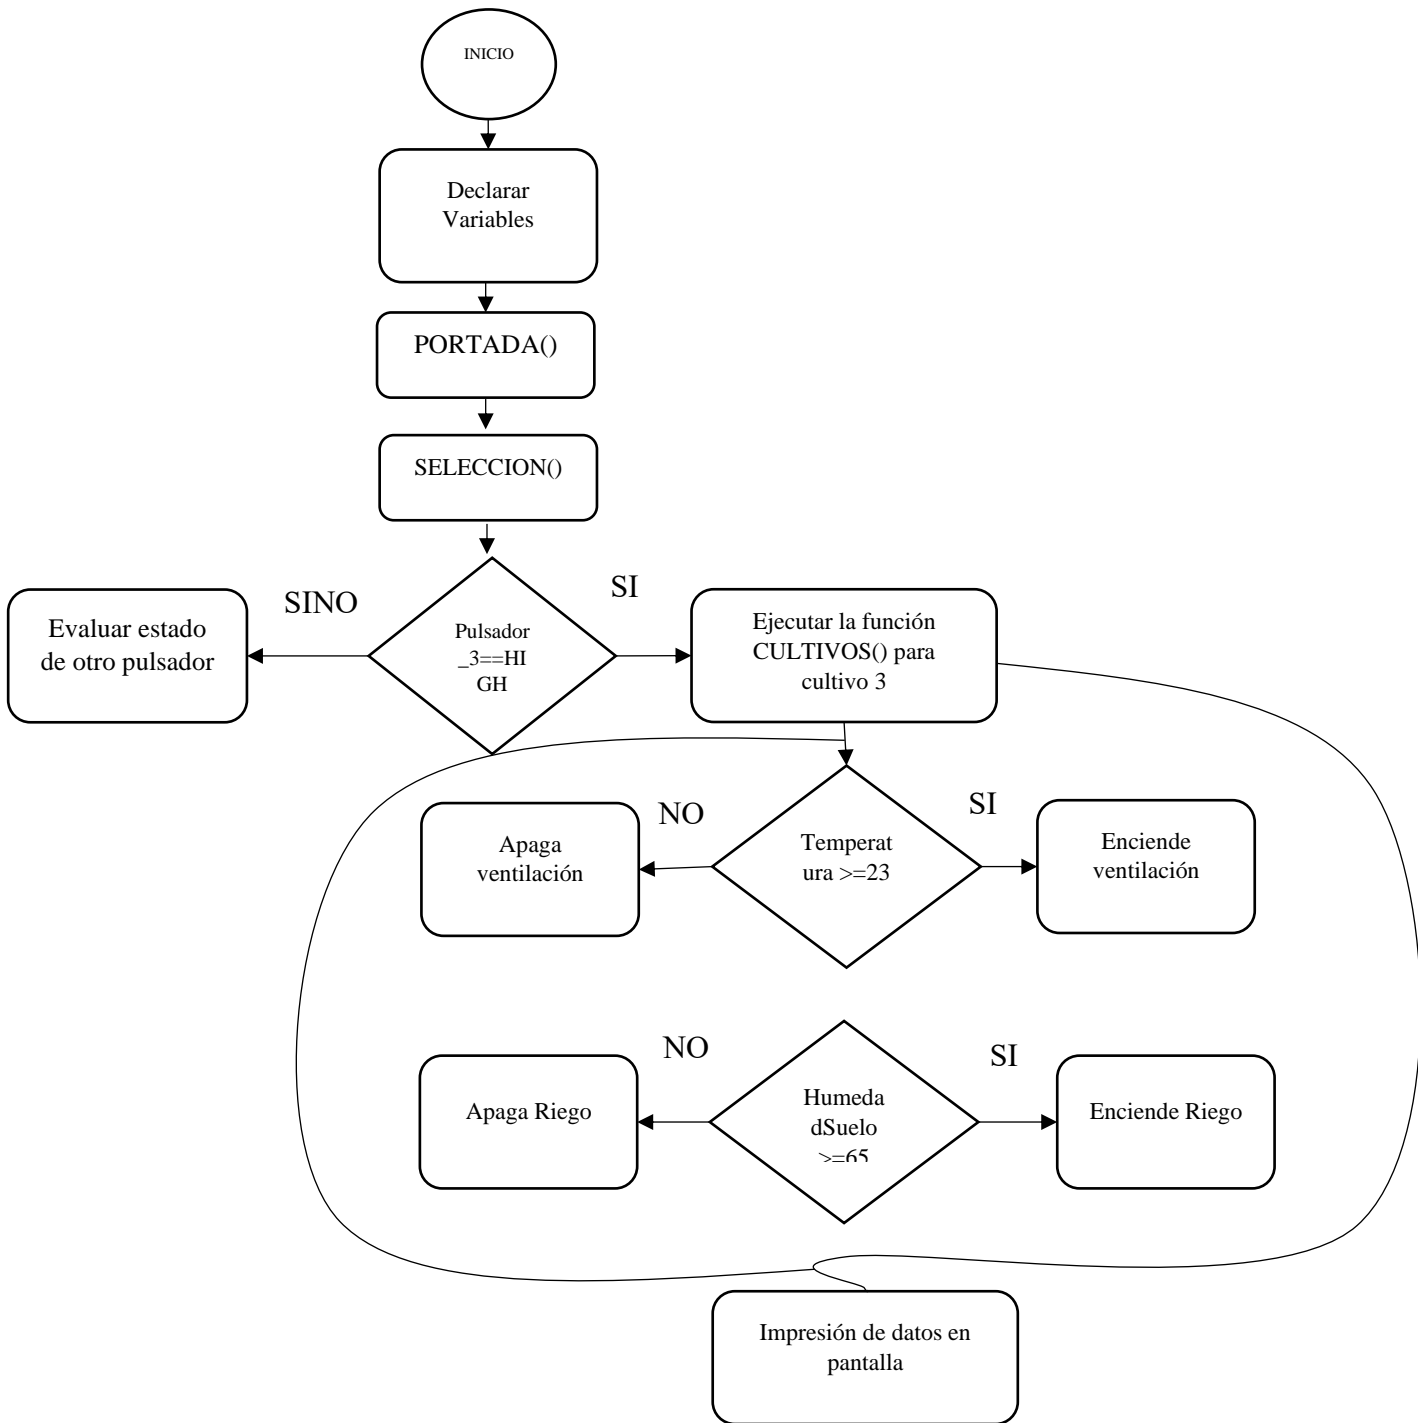 INICIO
Declarar
Variables
PORTADA()
SELECCION()
SINO
SI
Evaluar estado
de otro pulsador
Pulsador
_3==HI
GH
Ejecutar la función
CULTIVOS() para
cultivo 3
NO
SI
Apaga
ventilación
Temperat
ura >=23
Enciende
ventilación
NO
SI
Apaga Riego
Humeda
dSuelo
>=65
Enciende Riego
Impresión de datos en
pantalla